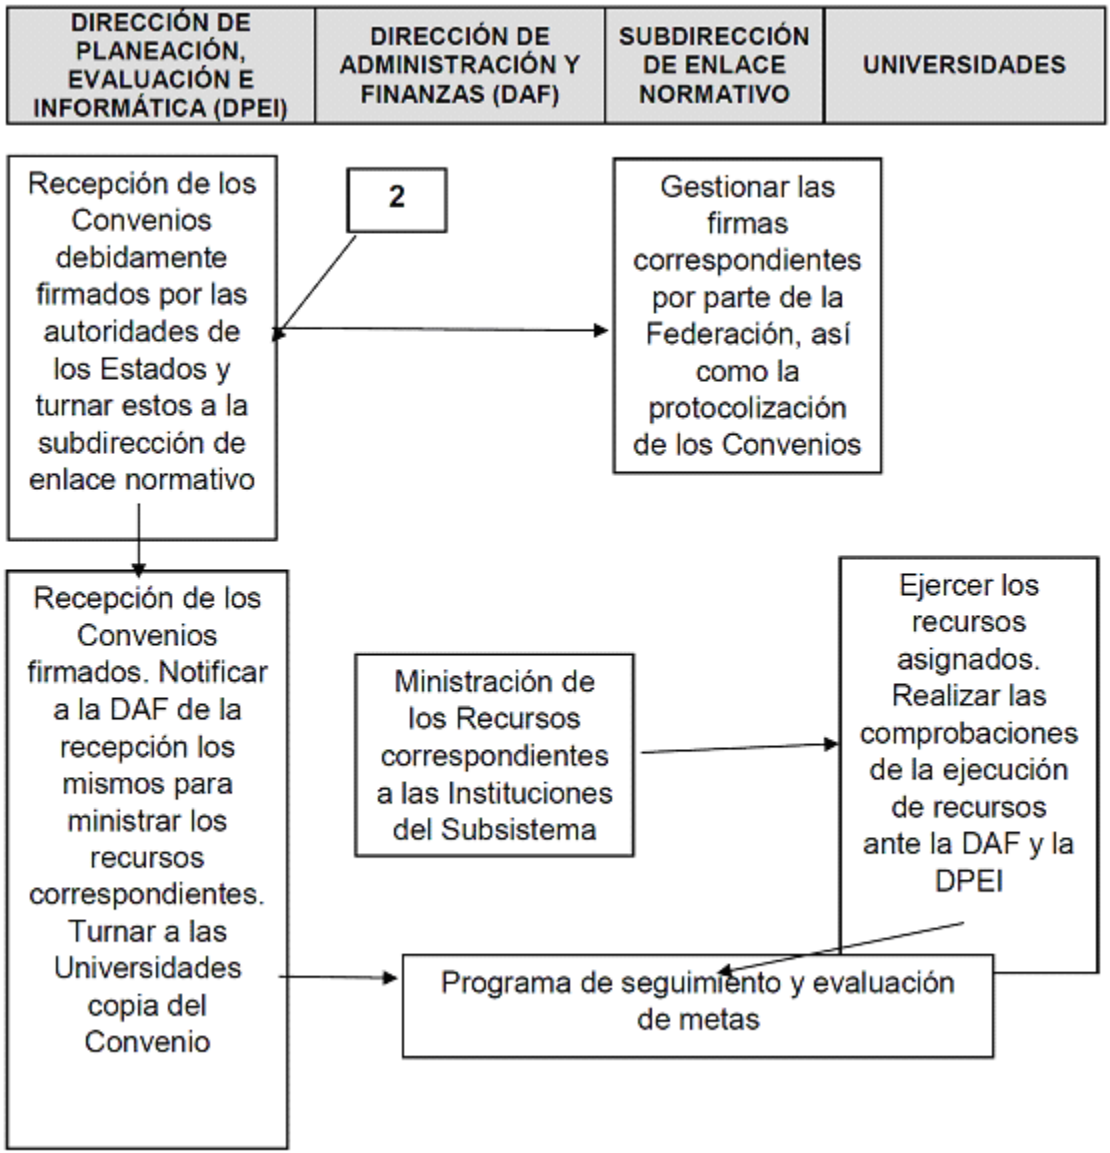 DIRECCIÓN DE
PLANEACIÓN,
EVALUACIÓN E
INFORMÁTICA (DPEI)
DIRECCIÓN DE
ADMINISTRACIÓN Y
FINANZAS (DAF)
SUBDIRECCIÓN
DE ENLACE
NORMATIVO
UNIVERSIDADES
Recepción de los
Convenios
debidamente
firmados por las
autoridades de
los Estados y
turnar estos a la
subdirección de
enlace normativo
2
Gestionar las
firmas
correspondientes
por parte de la
Federación, así
como la
protocolización
de los Convenios
Recepción de los
Convenios
firmados. Notificar
a la DAF de la
recepción los
mismos para
ministrar los
recursos
correspondientes.
Turnar a las
Universidades
copia del
Convenio
Ministración de
los Recursos
correspondientes
a las Instituciones
del Subsistema
Ejercer los
recursos
asignados.
Realizar las
comprobaciones
de la ejecución
de recursos
ante la DAF y la
DPEI
Programa de seguimiento y evaluación
de metas